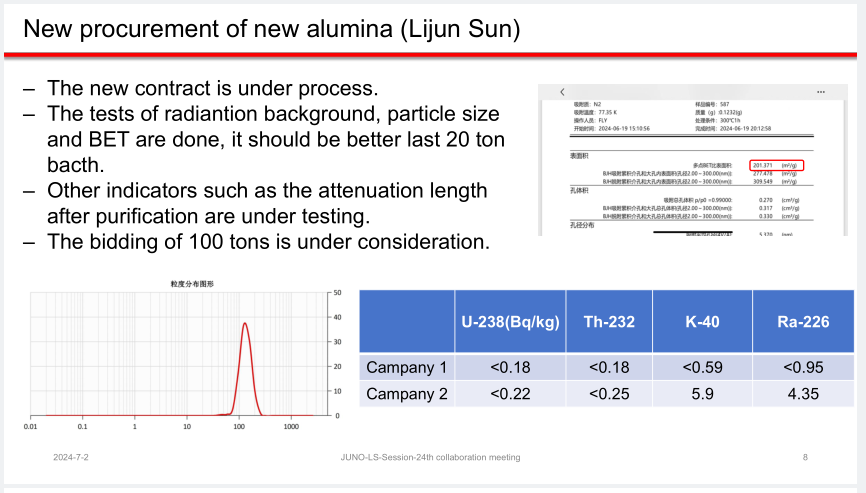 New procurement of new alumina (Lijun Sun)
– The new contract is under process.
– The tests of radiantion background, particle size
and BET are done, it should be better last 20 ton
bacth.
– Other indicators such as the attenuation length
after purification are under testing.
– The bidding of 100 tons is under consideration.
吸附质: N2 样品编号: S87
吸附温度: 77.35 K 质量 (g) :0.1232(g)
操作人员: FLY 处理条件: 300℃1h
开始时间: 2024-06-19 15:10:56 完成时间: 2024-06-19 20:12:58
表面积
多点BET比表面积: 201.371 (m²/g)
BJH吸附累积介孔和大孔内表面积(孔径2.00~300.00(nm)): 277.478 (m²/g)
BJH脱附累积介孔和大孔内表面积(孔径2.00~300.00(nm)): 309.549 (m²/g)
孔体积
吸附总孔体积 p/p0 =0.99000: 0.270 (cm³/g)
BJH吸附累积介孔和大孔总孔体积(孔径2.00~300.00(nm)): 0.317 (cm³/g)
BJH脱附累积介孔和大孔总孔体积(孔径2.00~300.00(nm)): 0.330 (cm³/g)
孔径分布
5.370 (nm)
粒度分布图形
50
40
30
20
10
0
0.01 0.1 1 10 100 1000
U-238(Bq/kg) Th-232 K-40 Ra-226
Campany 1 <0.18 <0.18 <0.59 <0.95
Campany 2 <0.22 <0.25 5.9 4.35
2024-7-2 JUNO-LS-Session-24th collaboration meeting 8